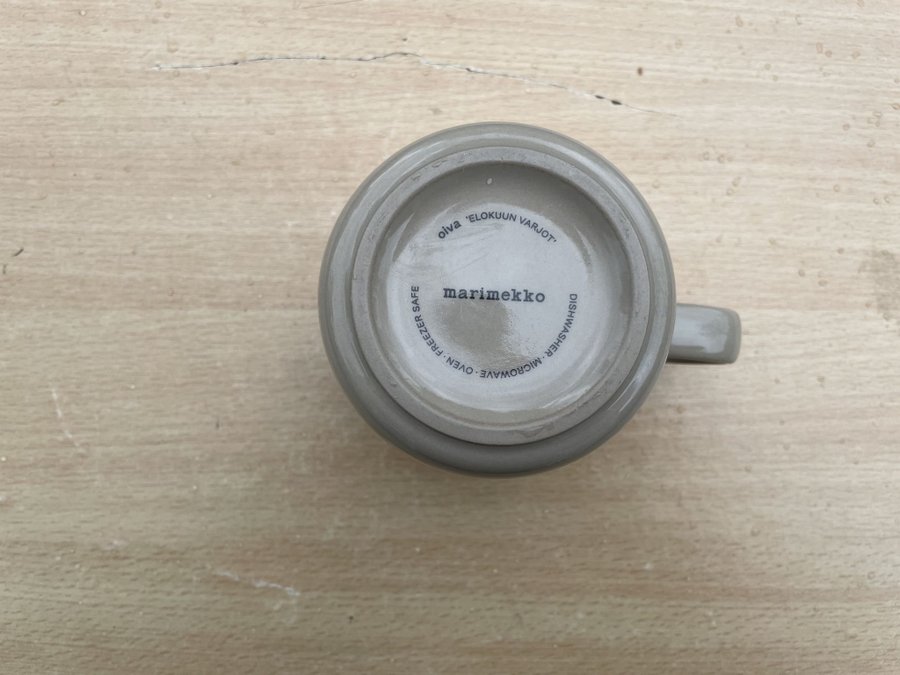 oiva 'ELOKUUN VARJOT'
marimekko
DISHWASHER · MICROWAVE · OVEN · FREEZER SAFE